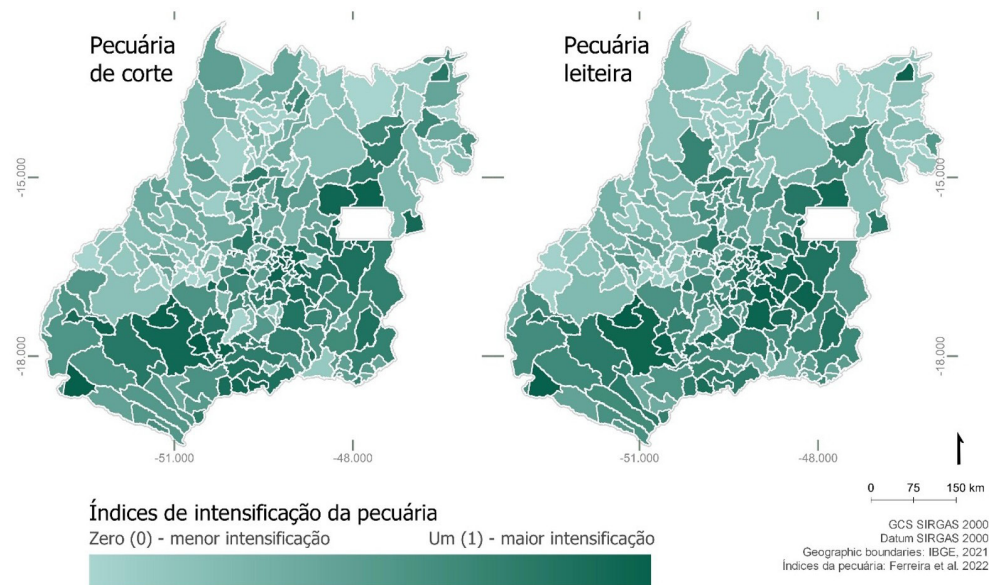 Pecuária
de corte
Pecuária
leiteira
-15.000
-15.000
-18.000
-18.000
-51.000
-48.000
-51.000
-48.000
0 75 150 km
Índices de intensificação da pecuária
Zero (0) - menor intensificação Um (1) - maior intensificação
GCS SIRGAS 2000
Datum SIRGAS 2000
Geographic boundaries: IBGE, 2021
Índices da pecuária: Ferreira et al. 2022